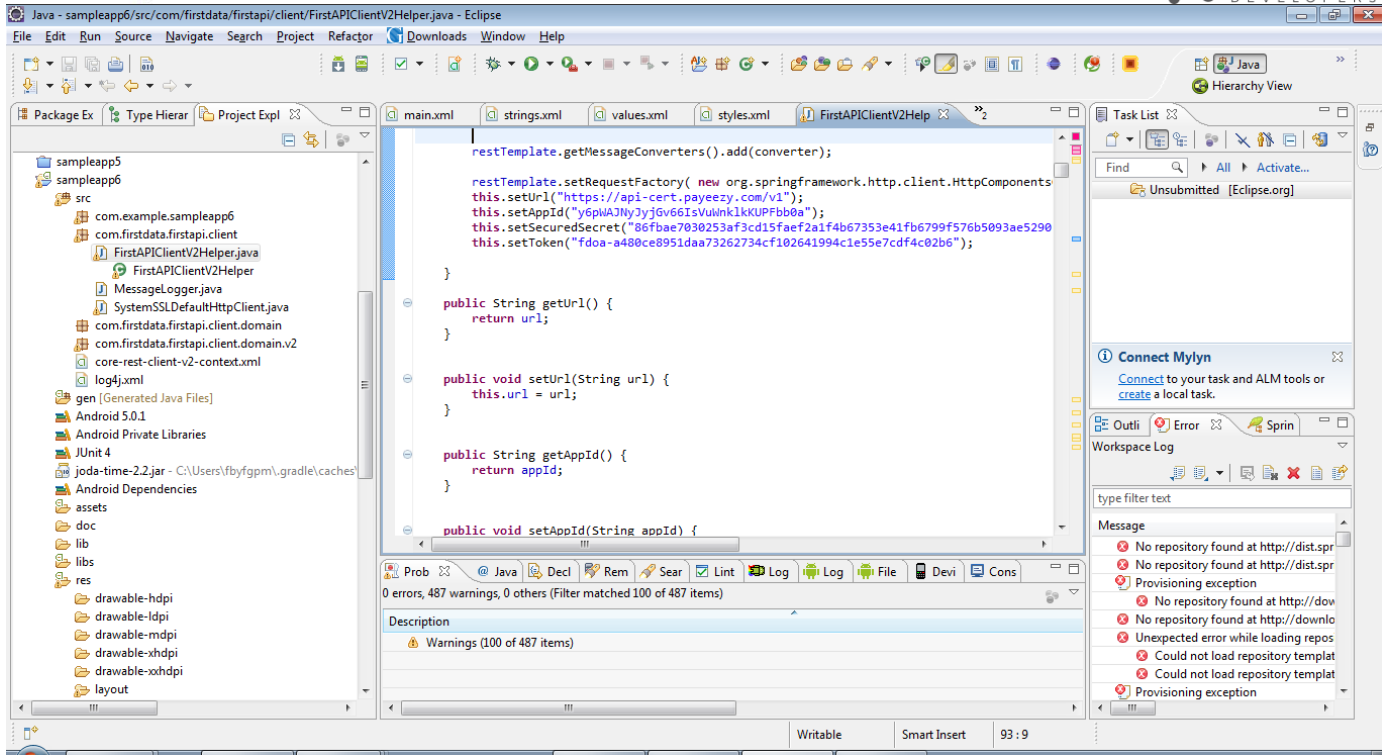 DEVELOPERS
Java - sampleapp6/src/com/firstdata/firstapi/client/FirstAPIClientV2Helper.java - Eclipse
File Edit Run Source Navigate Search Project Refactor Downloads Window Help
Java
Hierarchy View
Package Ex Type Hierar Project Expl
sampleapp5
sampleapp6
src
com.example.sampleapp6
com.firstdata.firstapi.client
FirstAPIClientV2Helper.java
FirstAPIClientV2Helper
MessageLogger.java
SystemSSLDefaultHttpClient.java
com.firstdata.firstapi.client.domain
com.firstdata.firstapi.client.domain.v2
core-rest-client-v2-context.xml
log4j.xml
gen [Generated Java Files]
Android 5.0.1
Android Private Libraries
JUnit 4
joda-time-2.2.jar - C:\Users\fbyfgpm\.gradle\caches\
Android Dependencies
assets
doc
lib
libs
res
drawable-hdpi
drawable-ldpi
drawable-mdpi
drawable-xhdpi
drawable-xxhdpi
layout
main.xml strings.xml values.xml styles.xml FirstAPIClientV2Help 2
restTemplate.getMessageConverters().add(converter);
restTemplate.setRequestFactory( new org.springframework.http.client.HttpComponents
this.setUrl("https://api-cert.payeezy.com/v1");
this.setAppId("y6pWAJNyJyjGv66IsVuWnklkKUPFbb0a");
this.setSecuredSecret("86fbae7030253af3cd15faef2a1f4b67353e41fb6799f576b5093ae5290
this.setToken("fdoa-a480ce8951daa73262734cf102641994c1e55e7cdf4c02b6");
}
public String getUrl() {
return url;
}
public void setUrl(String url) {
this.url = url;
}
public String getAppId() {
return appId;
}
public void setAppId(String appId) {
Prob @ Java Decl Rem Sear Lint Log Log File Devi Cons
0 errors, 487 warnings, 0 others (Filter matched 100 of 487 items)
Description
Warnings (100 of 487 items)
Task List
Find All Activate...
Unsubmitted [Eclipse.org]
Connect Mylyn
Connect to your task and ALM tools or
create a local task.
Outli Error Sprin
Workspace Log
type filter text
Message
No repository found at http://dist.spr
No repository found at http://dist.spr
Provisioning exception
No repository found at http://dow
No repository found at http://downlo
Unexpected error while loading repos
Could not load repository templat
Could not load repository templat
Provisioning exception
Writable Smart Insert 93 : 9